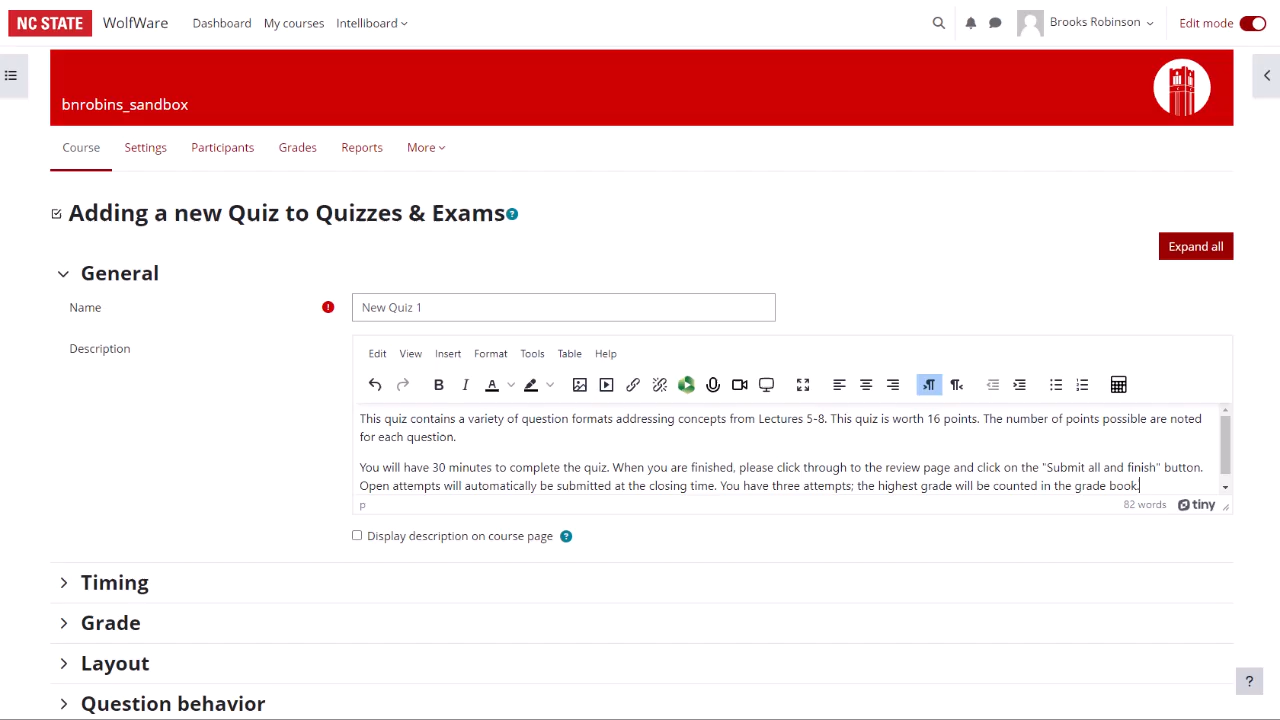 NC STATE WolfWare Dashboard My courses Intelliboard Brooks Robinson Edit mode
bnrobins_sandbox
Course Settings Participants Grades Reports More
Adding a new Quiz to Quizzes & Exams ?
Expand all
General
Name ! New Quiz 1
Description
Edit View Insert Format Tools Table Help
B I A
This quiz contains a variety of question formats addressing concepts from Lectures 5-8. This quiz is worth 16 points. The number of points possible are noted
for each question.
You will have 30 minutes to complete the quiz. When you are finished, please click through to the review page and click on the "Submit all and finish" button.
Open attempts will automatically be submitted at the closing time. You have three attempts; the highest grade will be counted in the grade book.
p 82 words tiny
Display description on course page ?
Timing
Grade
Layout
?
Question behavior